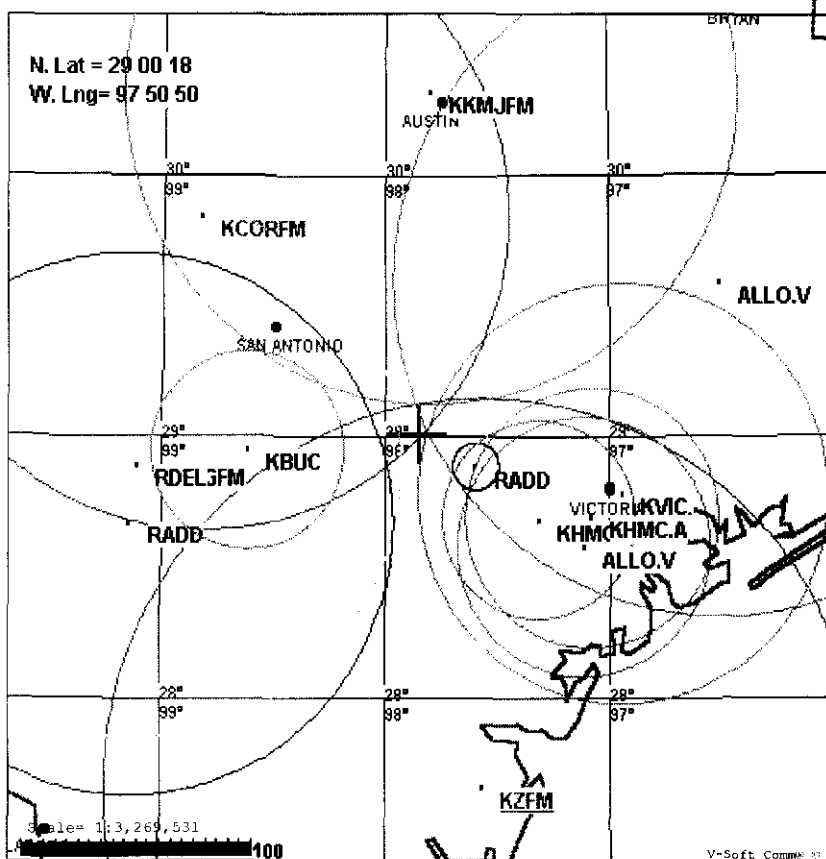 BRYAN
N. Lat = 29 00 18
W. Lng= 97 50 50
KKMJFM
AUSTIN
30°
99°
30°
98°
30°
97°
KCORFM
ALLO.V
SAN ANTONIO
29°
99°
29°
29°
97°
KBUC
RDEL3FM
RADD
VICTORIA
KVIC.
RADD
KHMC
KHMC.A
ALLO.V
28°
99°
28°
98°
28°
97°
KZFM
Scale= 1:3,269,531
100
V-Soft Comm